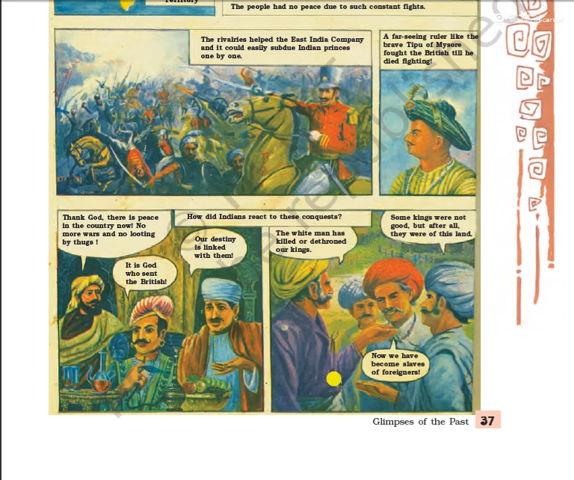 Territory
The people had no peace due to such constant fights.
The rivalries helped the East India Company
and it could easily subdue Indian princes
one by one.
A far-seeing ruler like the
brave Tipu of Mysore
fought the British till he
died fighting!
How did Indians react to these conquests?
Thank God, there is peace
in the country now! No
more wars and no looting
by thugs !
It is God
who sent
the British!
Our destiny
is linked
with them!
The white man has
killed or dethroned
our kings.
Some kings were not
good, but after all,
they were of this land.
Now we have
become slaves
of foreigners!
Glimpses of the Past 37